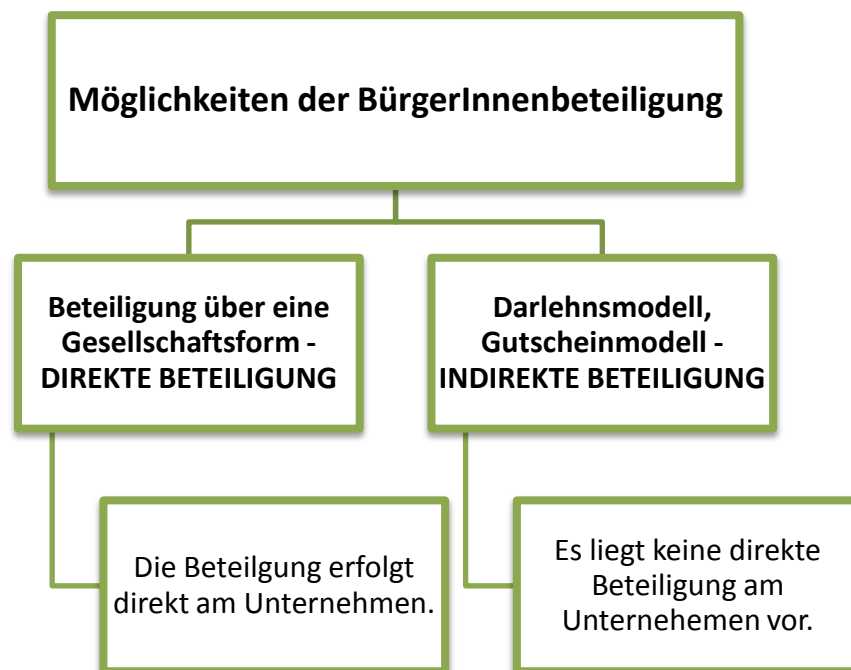 Möglichkeiten der BürgerInnenbeteiligung
Beteiligung über eine
Gesellschaftsform -
DIREKTE BETEILIGUNG
Darlehnsmodell,
Gutscheinmodell -
INDIREKTE BETEILIGUNG
Die Beteilgung erfolgt
direkt am Unternehmen.
Es liegt keine direkte
Beteiligung am
Unternehemen vor.